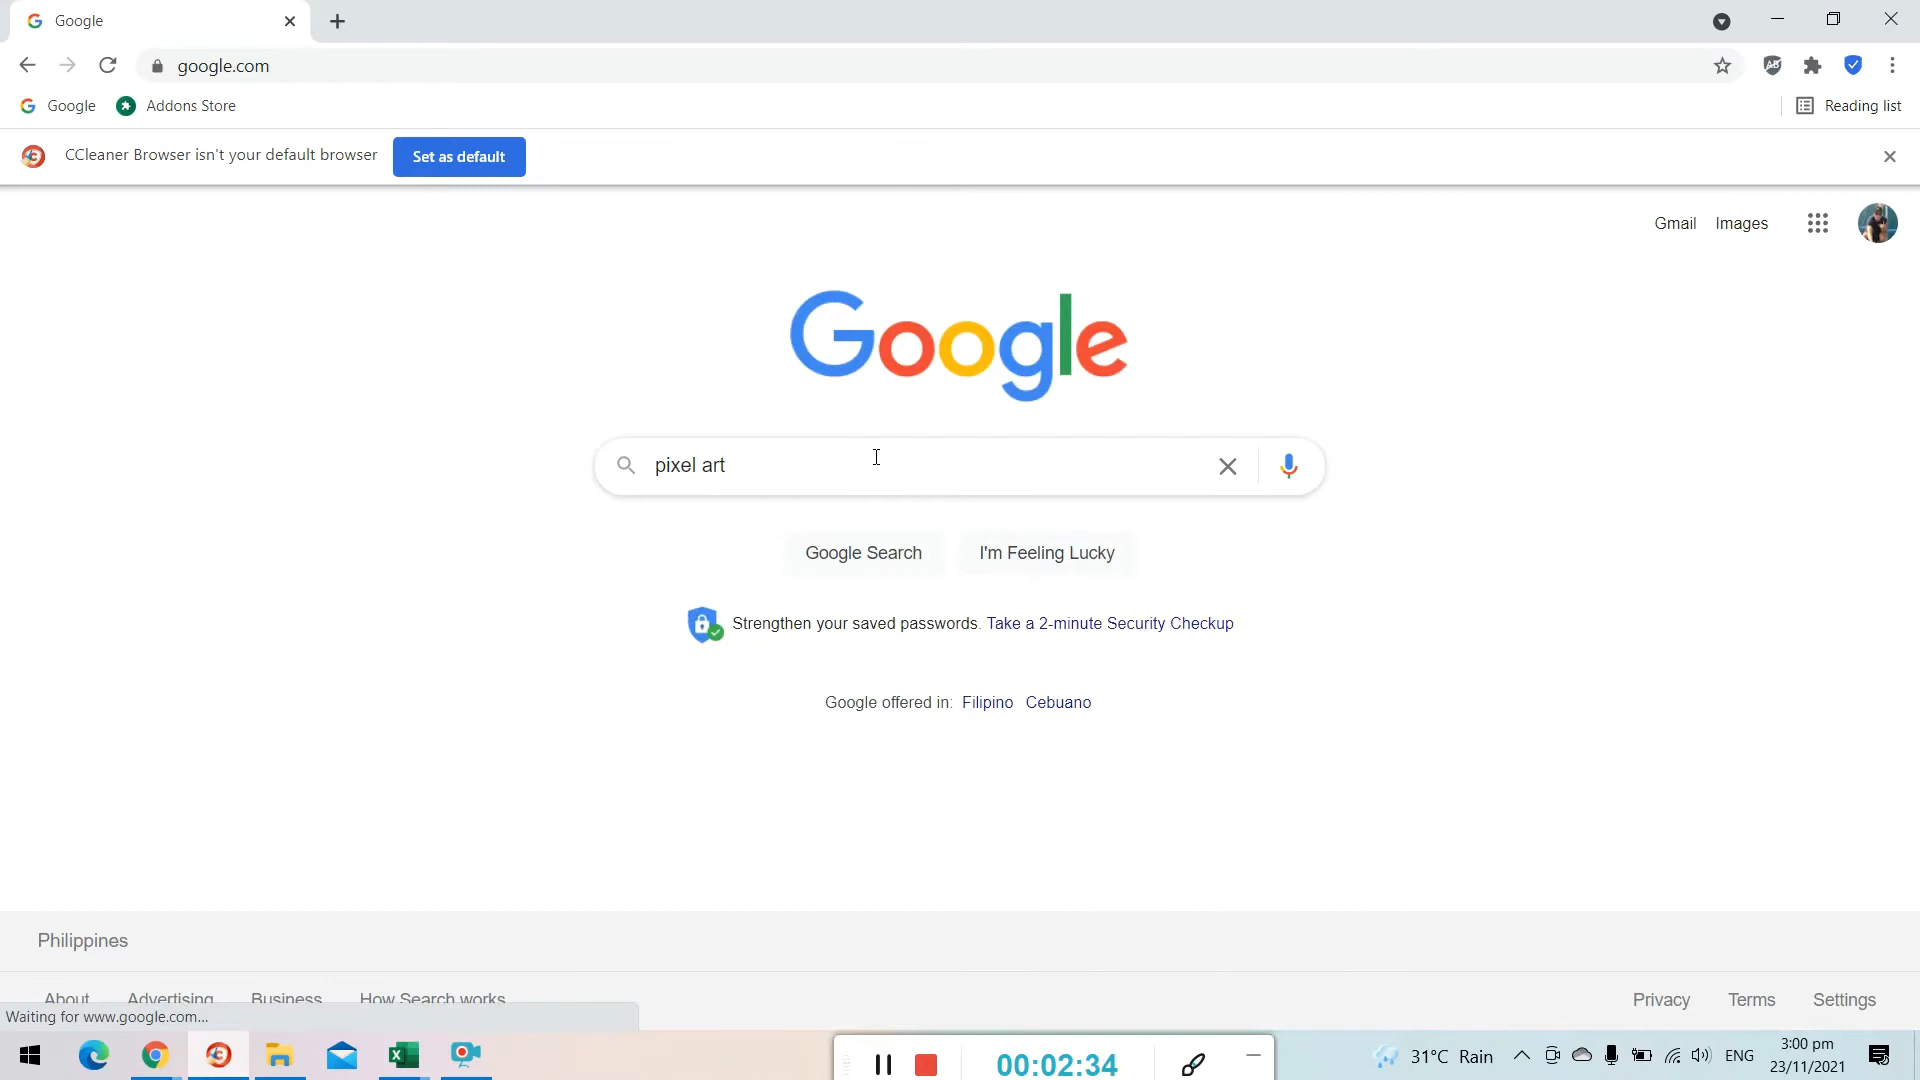 Google
google.com
Google
Addons Store
Reading list
CCleaner Browser isn't your default browser
Set as default
Gmail
Images
Google
pixel art
Google Search
I'm Feeling Lucky
Strengthen your saved passwords. Take a 2-minute Security Checkup
Google offered in: Filipino Cebuano
Philippines
About
Advertising
Business
How Search works
Privacy
Terms
Settings
Waiting for www.google.com...
00:02:34
31°C Rain
ENG
3:00 pm
23/11/2021